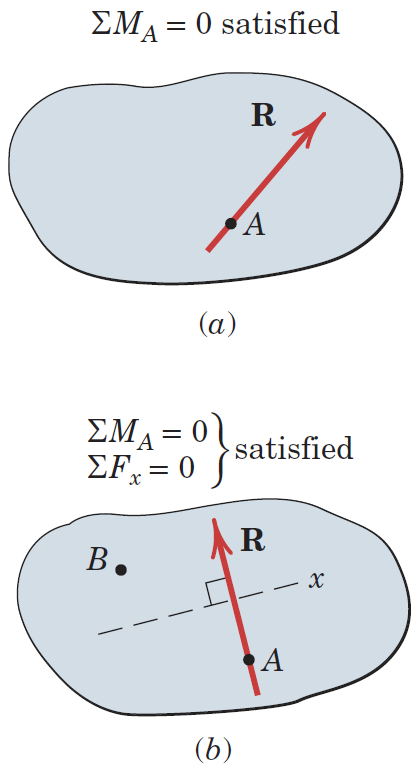 ΣM_A = 0 satisfied
R
A
(a)
ΣM_A = 0
ΣF_x = 0 } satisfied
R
B
x
A
(b)